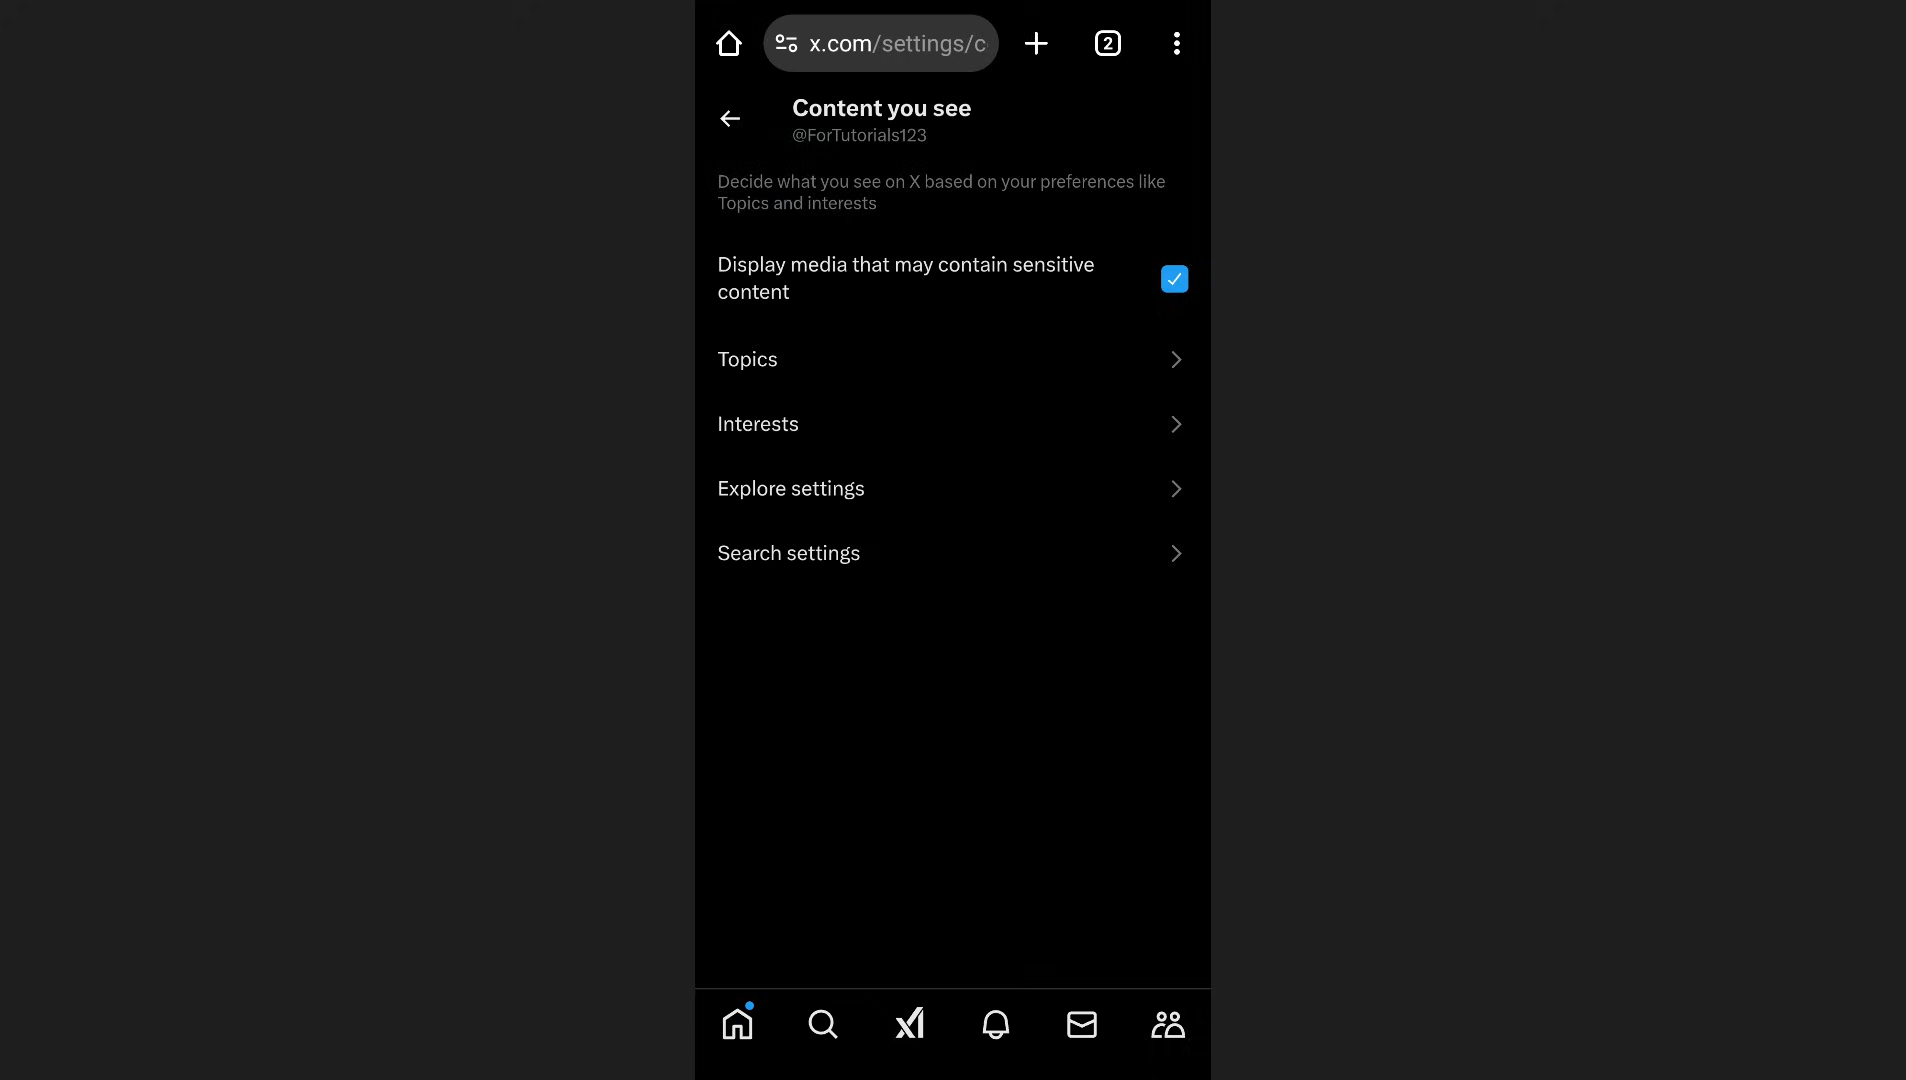 x.com/settings/c
2
Content you see
@ForTutorials123
Decide what you see on X based on your preferences like
Topics and interests
Display media that may contain sensitive
content
Topics
Interests
Explore settings
Search settings